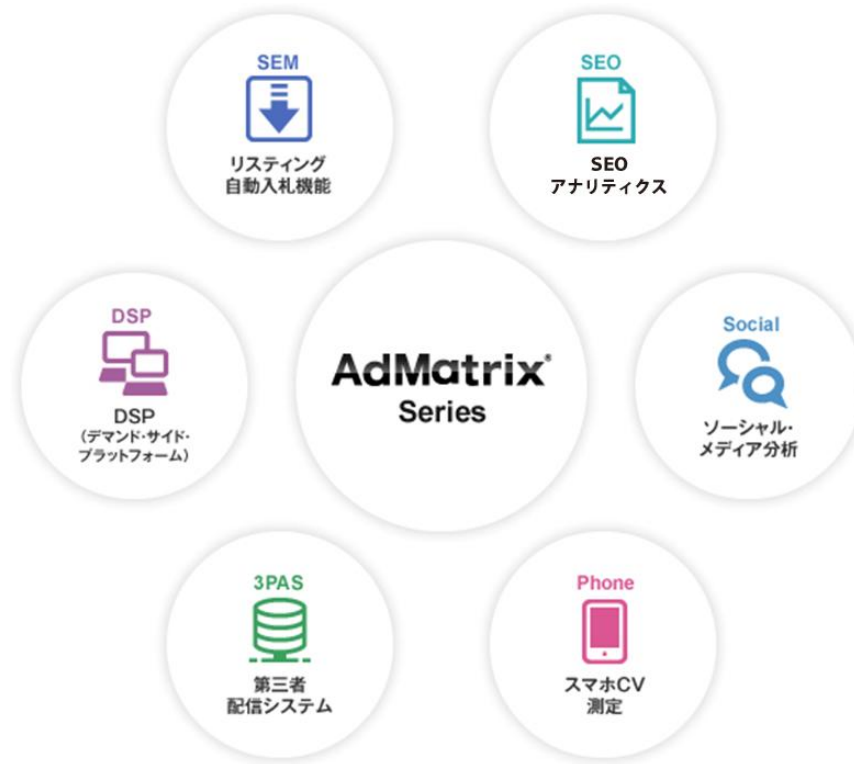 SEM
リスティング
自動入札機能
SEO
SEO
アナリティクス
DSP
DSP
(デマンド・サイド・
プラットフォーム)
AdMatrix®
Series
Social
ソーシャル・
メディア分析
3PAS
第三者
配信システム
Phone
スマホCV
測定